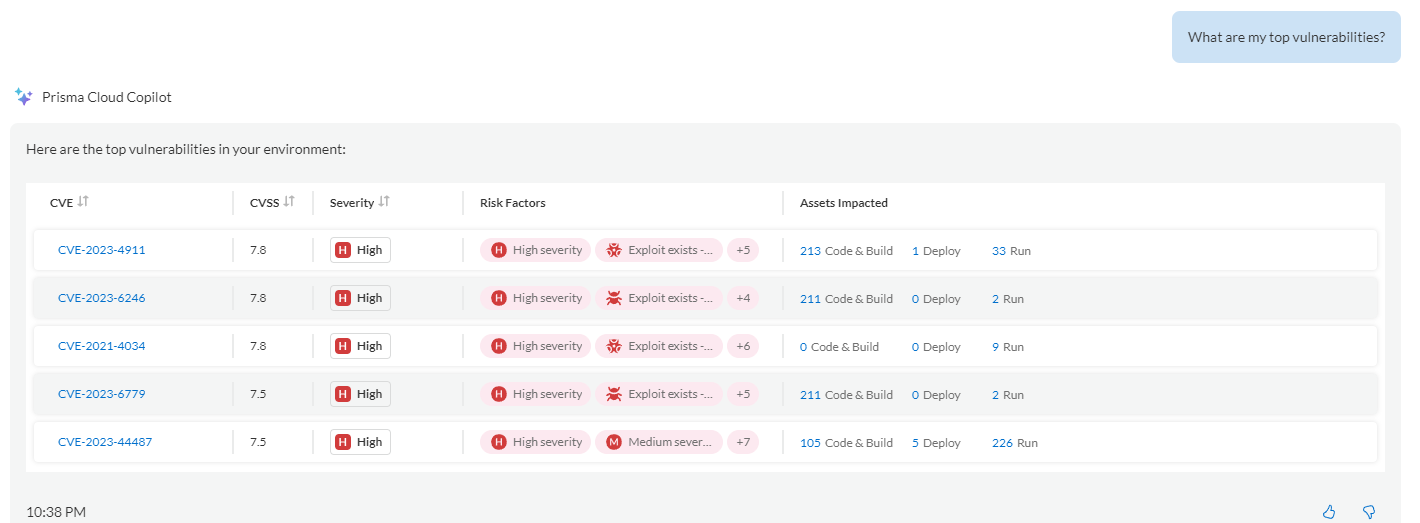 What are my top vulnerabilities?
Prisma Cloud Copilot
Here are the top vulnerabilities in your environment:
CVE CVSS Severity Risk Factors Assets Impacted
CVE-2023-4911 7.8 H High H High severity Exploit exists -... +5 213 Code & Build 1 Deploy 33 Run
CVE-2023-6246 7.8 H High H High severity Exploit exists -... +4 211 Code & Build 0 Deploy 2 Run
CVE-2021-4034 7.8 H High H High severity Exploit exists -... +6 0 Code & Build 0 Deploy 9 Run
CVE-2023-6779 7.5 H High H High severity Exploit exists -... +5 211 Code & Build 0 Deploy 2 Run
CVE-2023-44487 7.5 H High H High severity M Medium sever... +7 105 Code & Build 5 Deploy 226 Run
10:38 PM